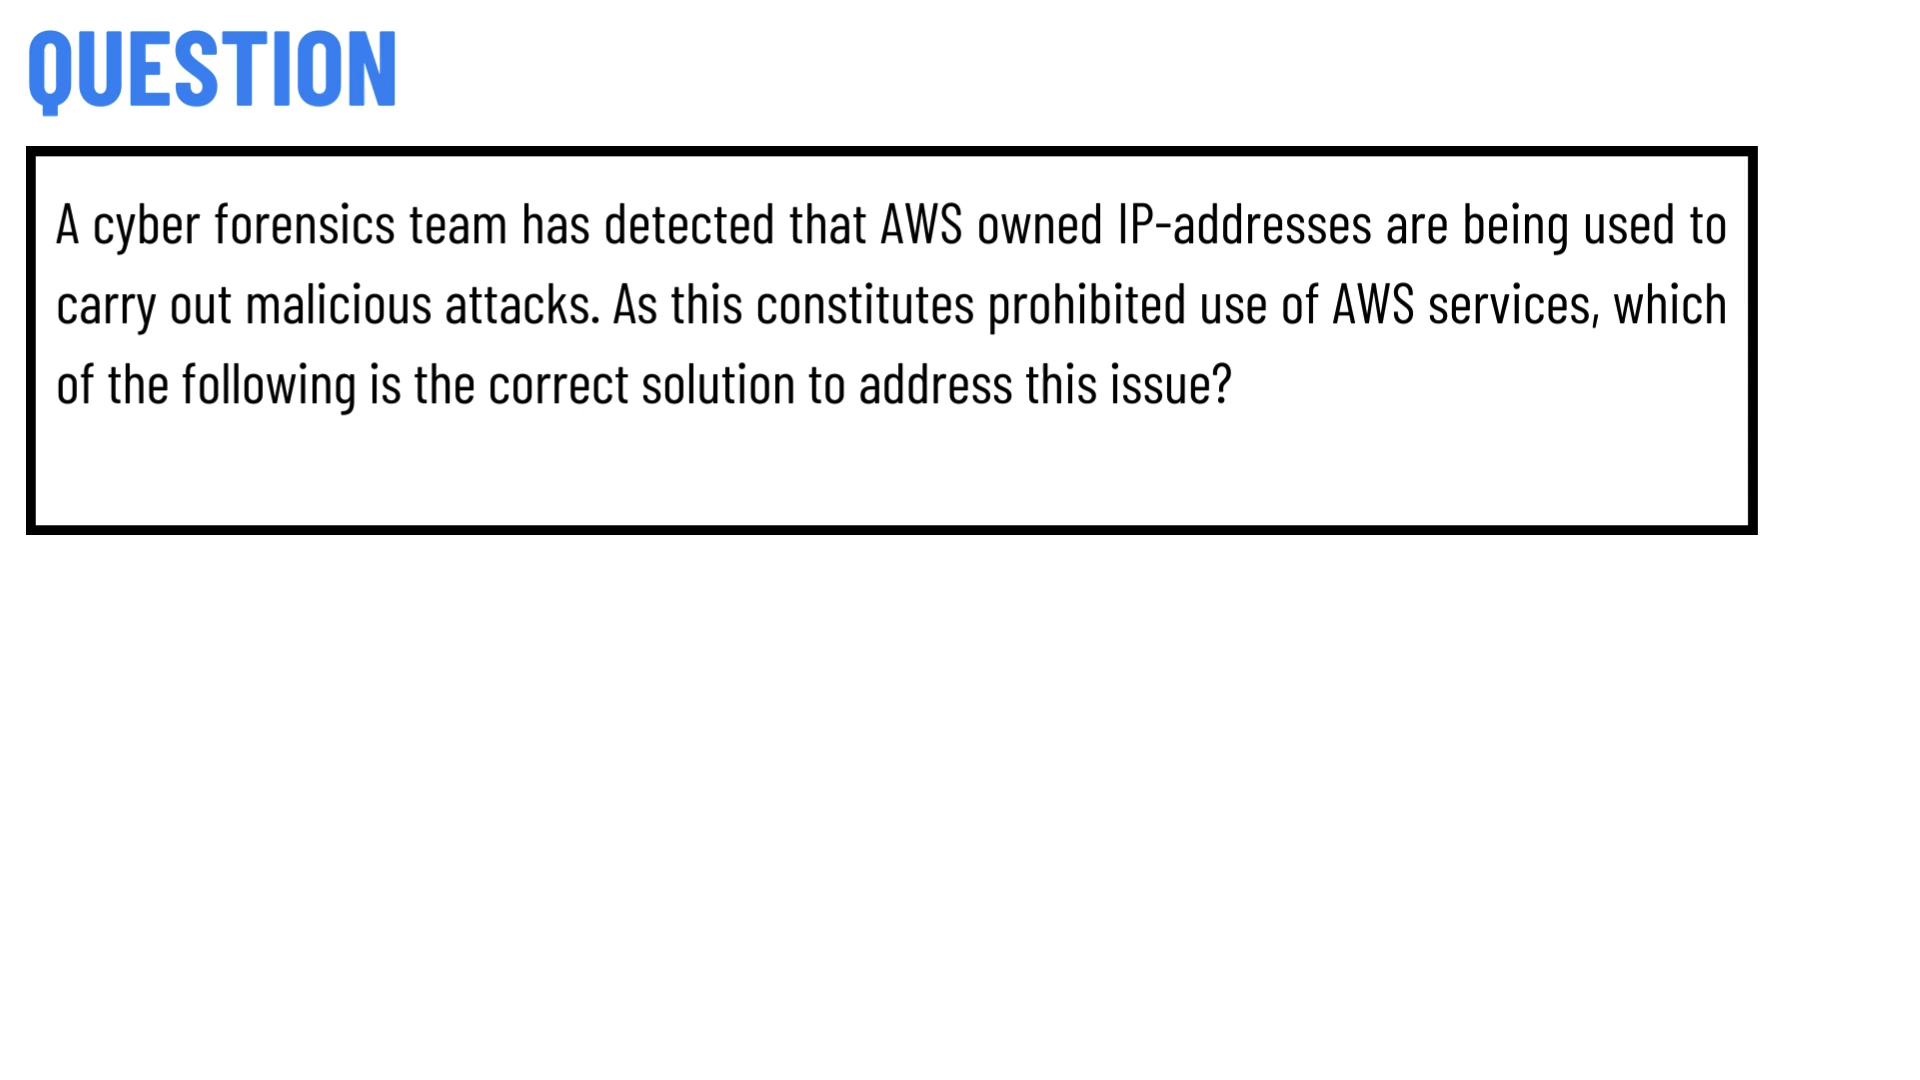 QUESTION
A cyber forensics team has detected that AWS owned IP-addresses are being used to
carry out malicious attacks. As this constitutes prohibited use of AWS services, which
of the following is the correct solution to address this issue?